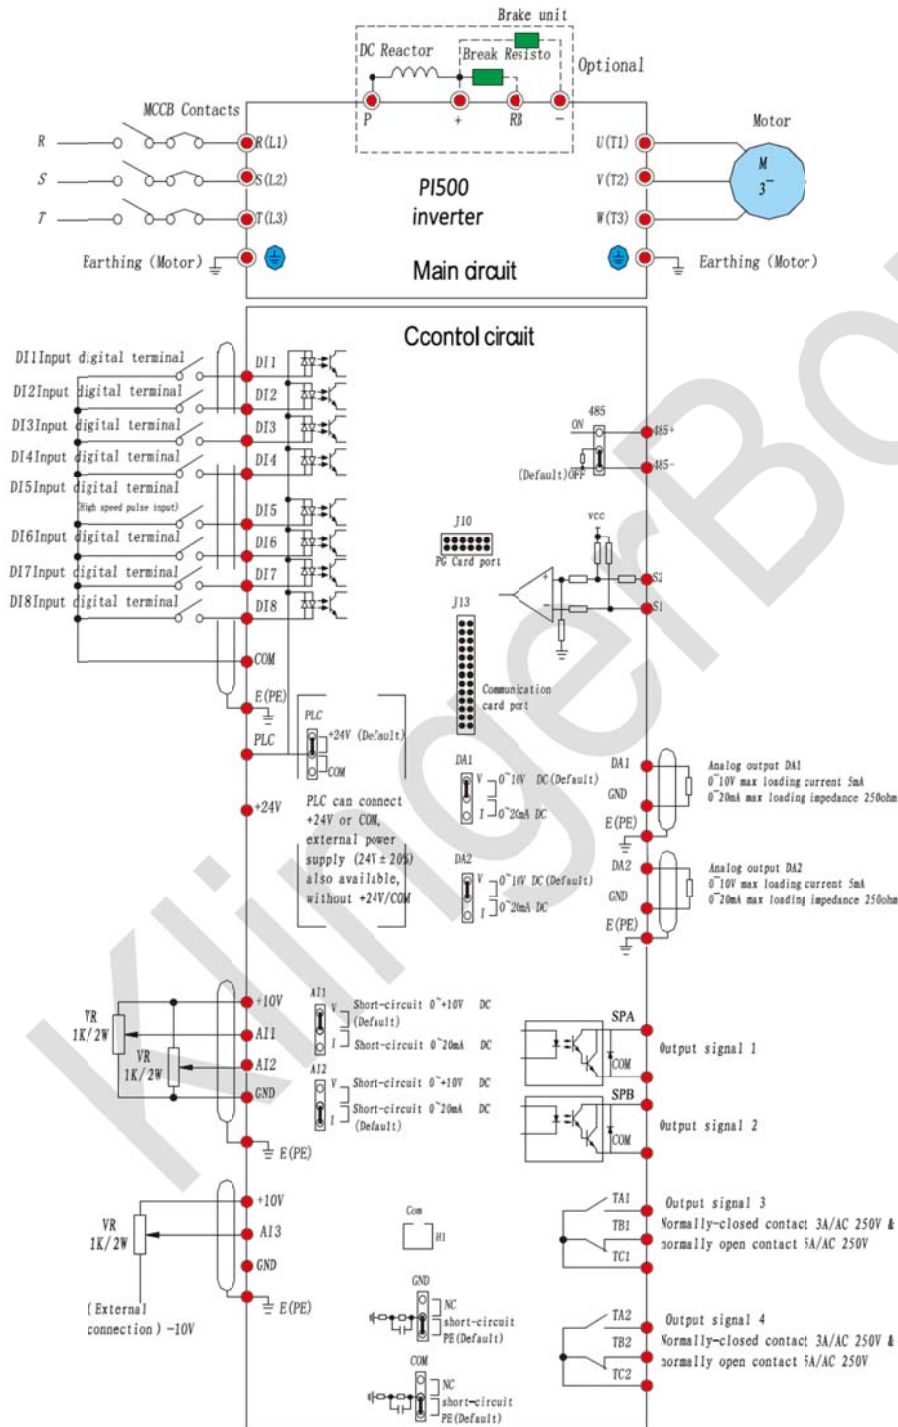 Brake unit
DC Reactor
Break Resisto
Optional
P
+
RB
-
MCCB Contacts
Motor
R
R(L1)
U(T1)
S
S(L2)
V(T2)
T
T(L3)
W(T3)
M
3~
PI500
inverter
Earthing (Motor)
Main circuit
Earthing (Motor)
Ccontol circuit
DI1Input digital terminal
DI1
DI2Input digital terminal
DI2
DI3Input digital terminal
DI3
DI4Input digital terminal
DI4
DI5Input digital terminal
(High speed pulse input)
DI5
DI6Input digital terminal
DI6
DI7Input digital terminal
DI7
DI8Input digital terminal
DI8
COM
E(PE)
PLC
+24V
485
ON
485+
(Default)OFF
485-
J10
PG Card port
vcc
+
-
S2
S1
J13
Communication
card port
PLC
+24V (Default)
COM
PLC can connect
+24V or COM,
external power
supply (24V±20%)
also available,
without +24V/COM
DA1
V
0~10V DC(Default)
I
0~20mA DC
DA2
V
0~10V DC(Default)
I
0~20mA DC
DA1
GND
E(PE)
Analog output DA1
0~10V max loading current 5mA
0~20mA max loading impedance 250ohm
DA2
GND
E(PE)
Analog output DA2
0~10V max loading current 5mA
0~20mA max loading impedance 250ohm
+10V
VR
1K/2W
AI1
VR
1K/2W
AI2
GND
E(PE)
AI1
V
Short-circuit 0~+10V DC
(Default)
I
Short-circuit 0~20mA DC
AI2
V
Short-circuit 0~+10V DC
I
Short-circuit 0~20mA DC
(Default)
SPA
COM
Output signal 1
SPB
COM
Output signal 2
+10V
VR
1K/2W
AI3
GND
E(PE)
(External
connection) -10V
Com
H1
GND
NC
short-circuit
PE(Default)
COM
NC
short-circuit
PE(Default)
TA1
TB1
TC1
Output signal 3
Normally-closed contact 3A/AC 250V &
normally open contact 5A/AC 250V
TA2
TB2
TC2
Output signal 4
Normally-closed contact 3A/AC 250V &
normally open contact 5A/AC 250V